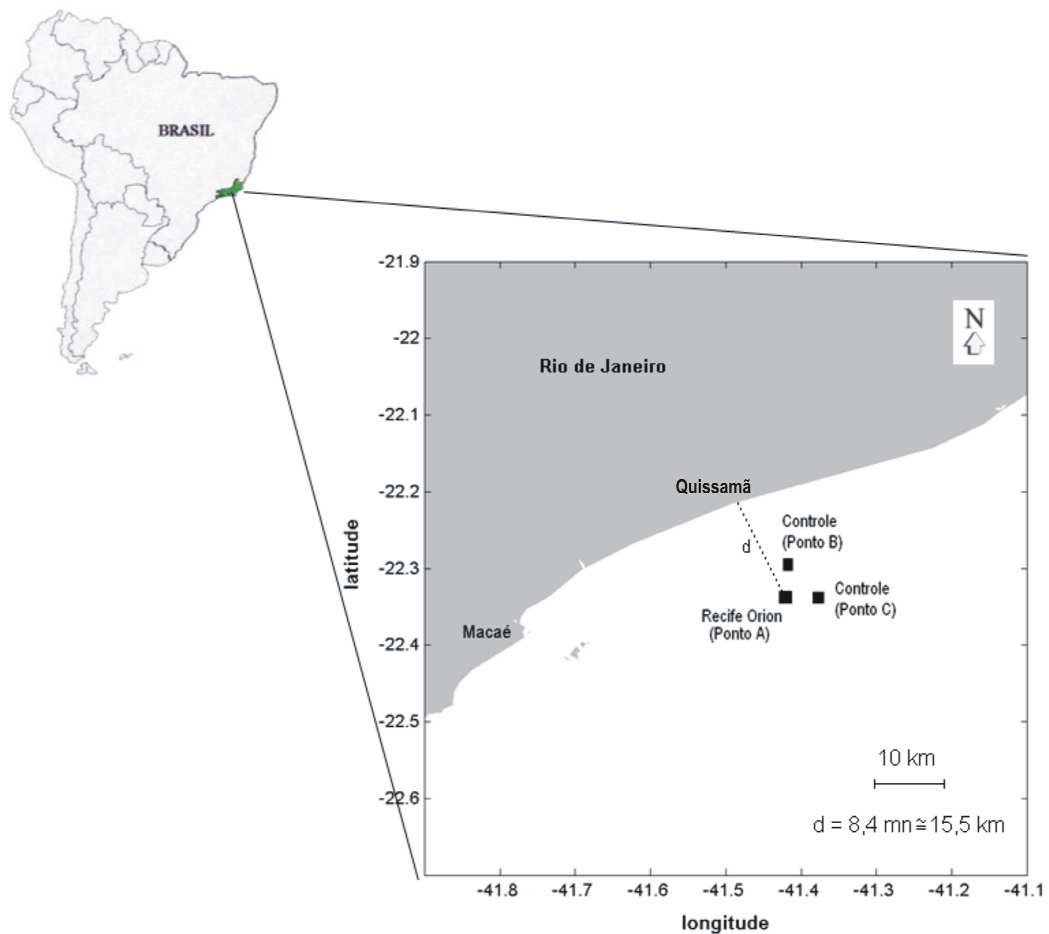 BRASIL
-21.9
-22
-22.1
-22.2
-22.3
-22.4
-22.5
-22.6
latitude
N
Rio de Janeiro
Quissamã
d
Controle
(Ponto B)
Controle
(Ponto C)
Recife Orion
(Ponto A)
Macaé
10 km
d = 8,4 mn≅15,5 km
-41.8
-41.7
-41.6
-41.5
-41.4
-41.3
-41.2
-41.1
longitude